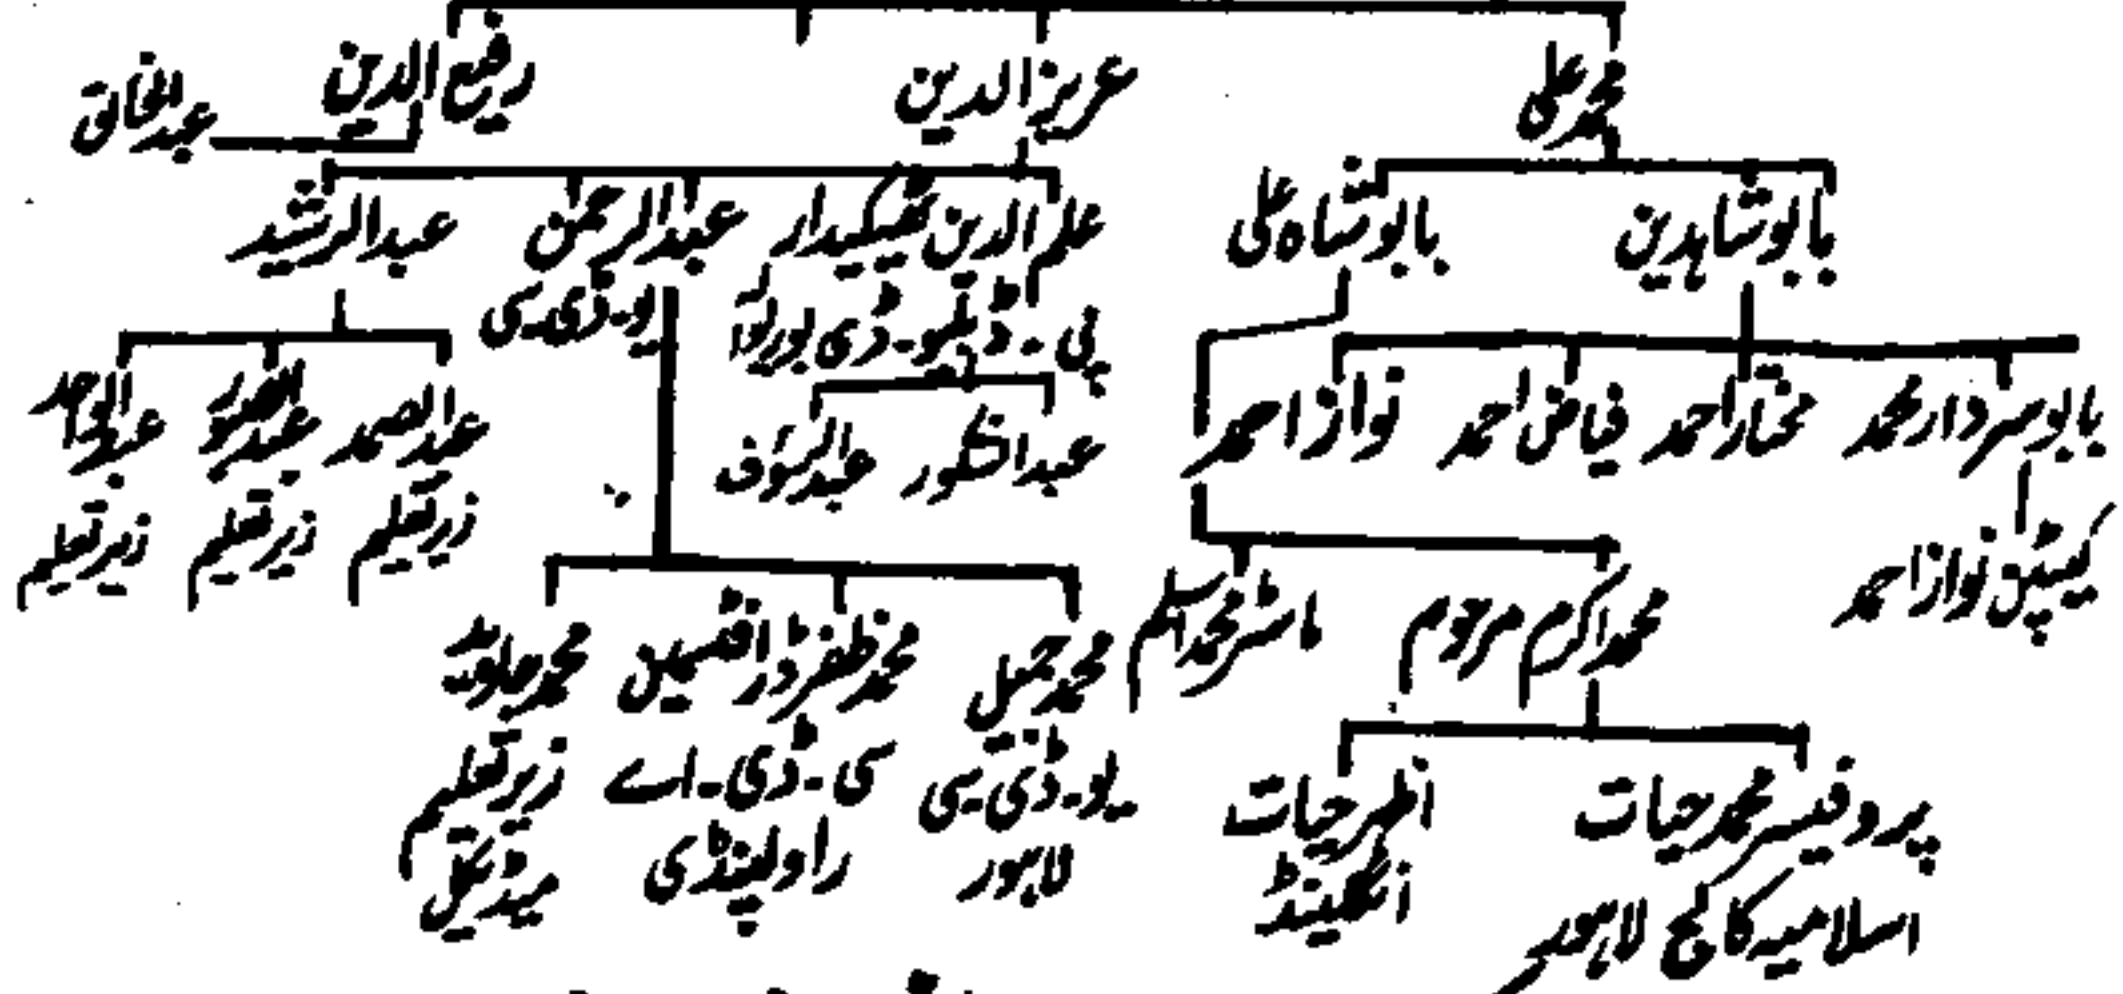 محمد علی عزیز الدین رفیع الدین عبدالخالق
بابو شاہدین بابو شاہ علی علم الدین ٹھیکیدار عبدالرحمن عبدالرشید
پی ۔ ڈبلیو ۔ ڈی بوریوالہ یو ۔ ڈی ۔ سی
بابو سردار محمد مختار احمد فیاض احمد نواز احمد عبدالشکور عبدالرؤف عبدالصمد عبدالغفور عبدالواحد
زیر تعلیم زیر تعلیم زیر تعلیم
کیپٹن نواز احمد محمد اکرم مرحوم ماسٹر محمد اسلم محمد جمیل محمد ظفر ڈرافٹسمین محمد جاوید
یو ۔ ڈی ۔ سی سی ۔ ڈی ۔ اے زیر تعلیم
پروفیسر محمد حیات اظہر حیات لاہور راولپنڈی میڈیکل
اسلامیہ کالج لاہور انگلینڈ